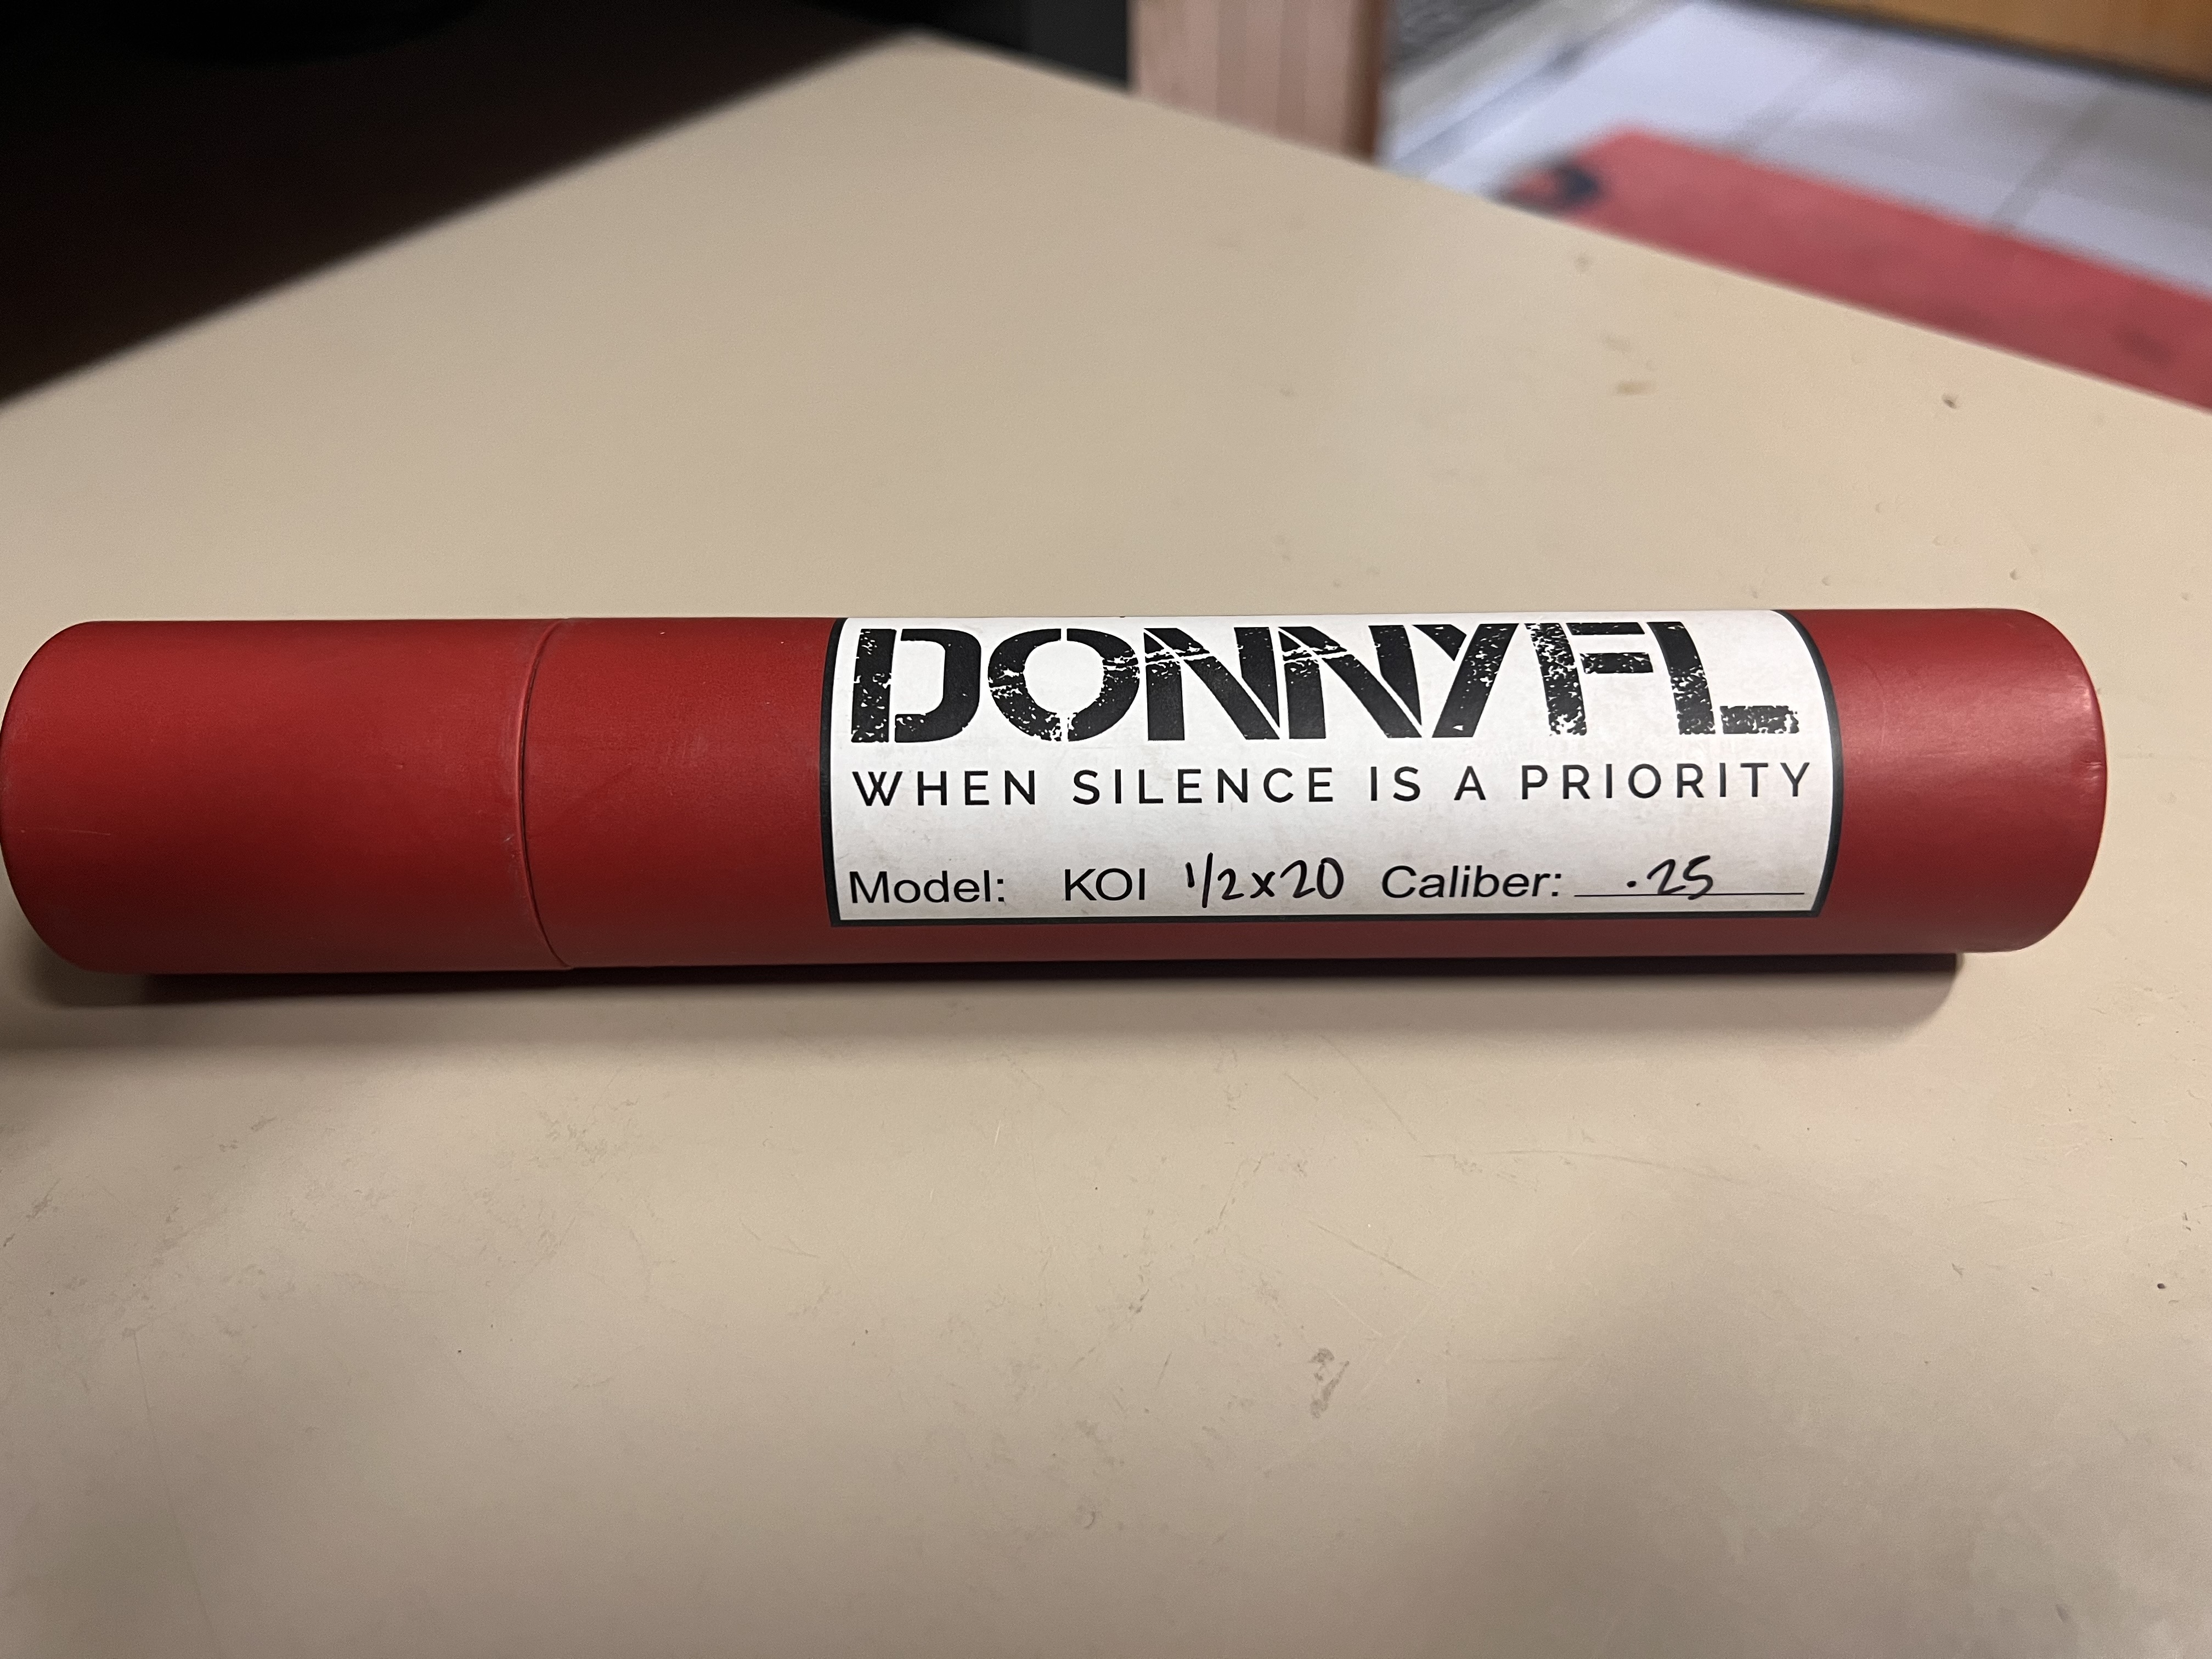 DONNYFL
WHEN SILENCE IS A PRIORITY
Model: KOI 1/2x20 Caliber: .25